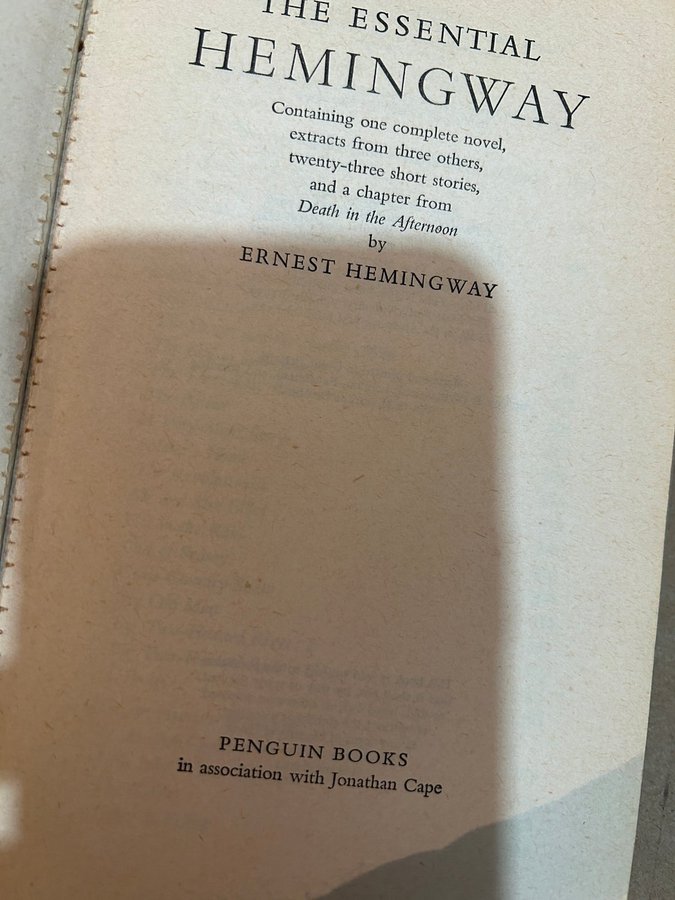 THE ESSENTIAL
HEMINGWAY
Containing one complete novel,
extracts from three others,
twenty-three short stories,
and a chapter from
Death in the Afternoon
by
ERNEST HEMINGWAY
PENGUIN BOOKS
in association with Jonathan Cape